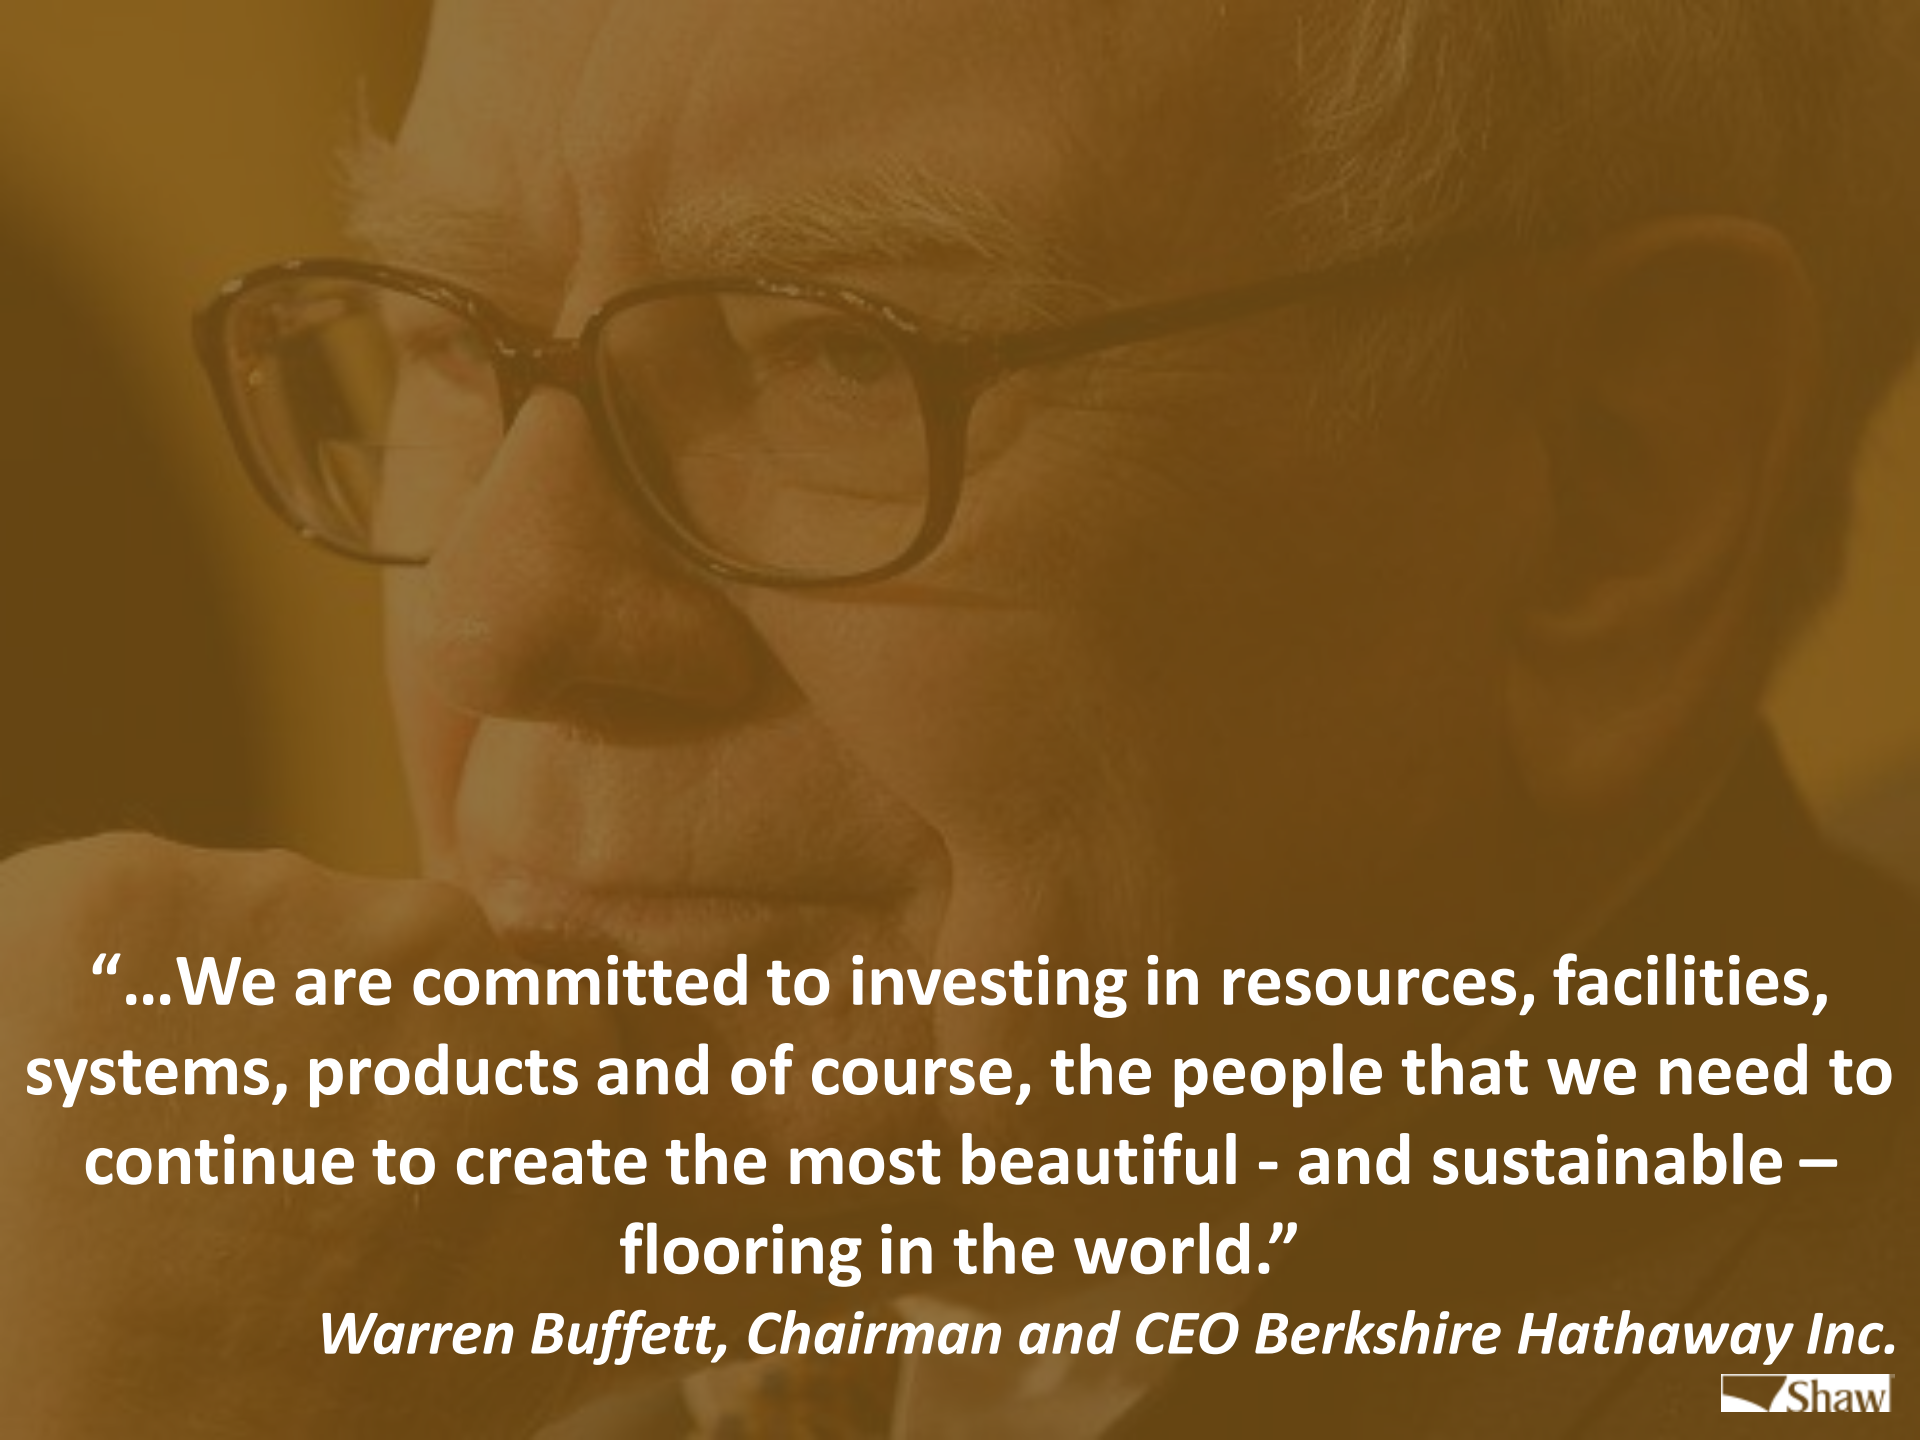 “…We are committed to investing in resources, facilities,
systems, products and of course, the people that we need to
continue to create the most beautiful - and sustainable –
flooring in the world.”
Warren Buffett, Chairman and CEO Berkshire Hathaway Inc.
Shaw